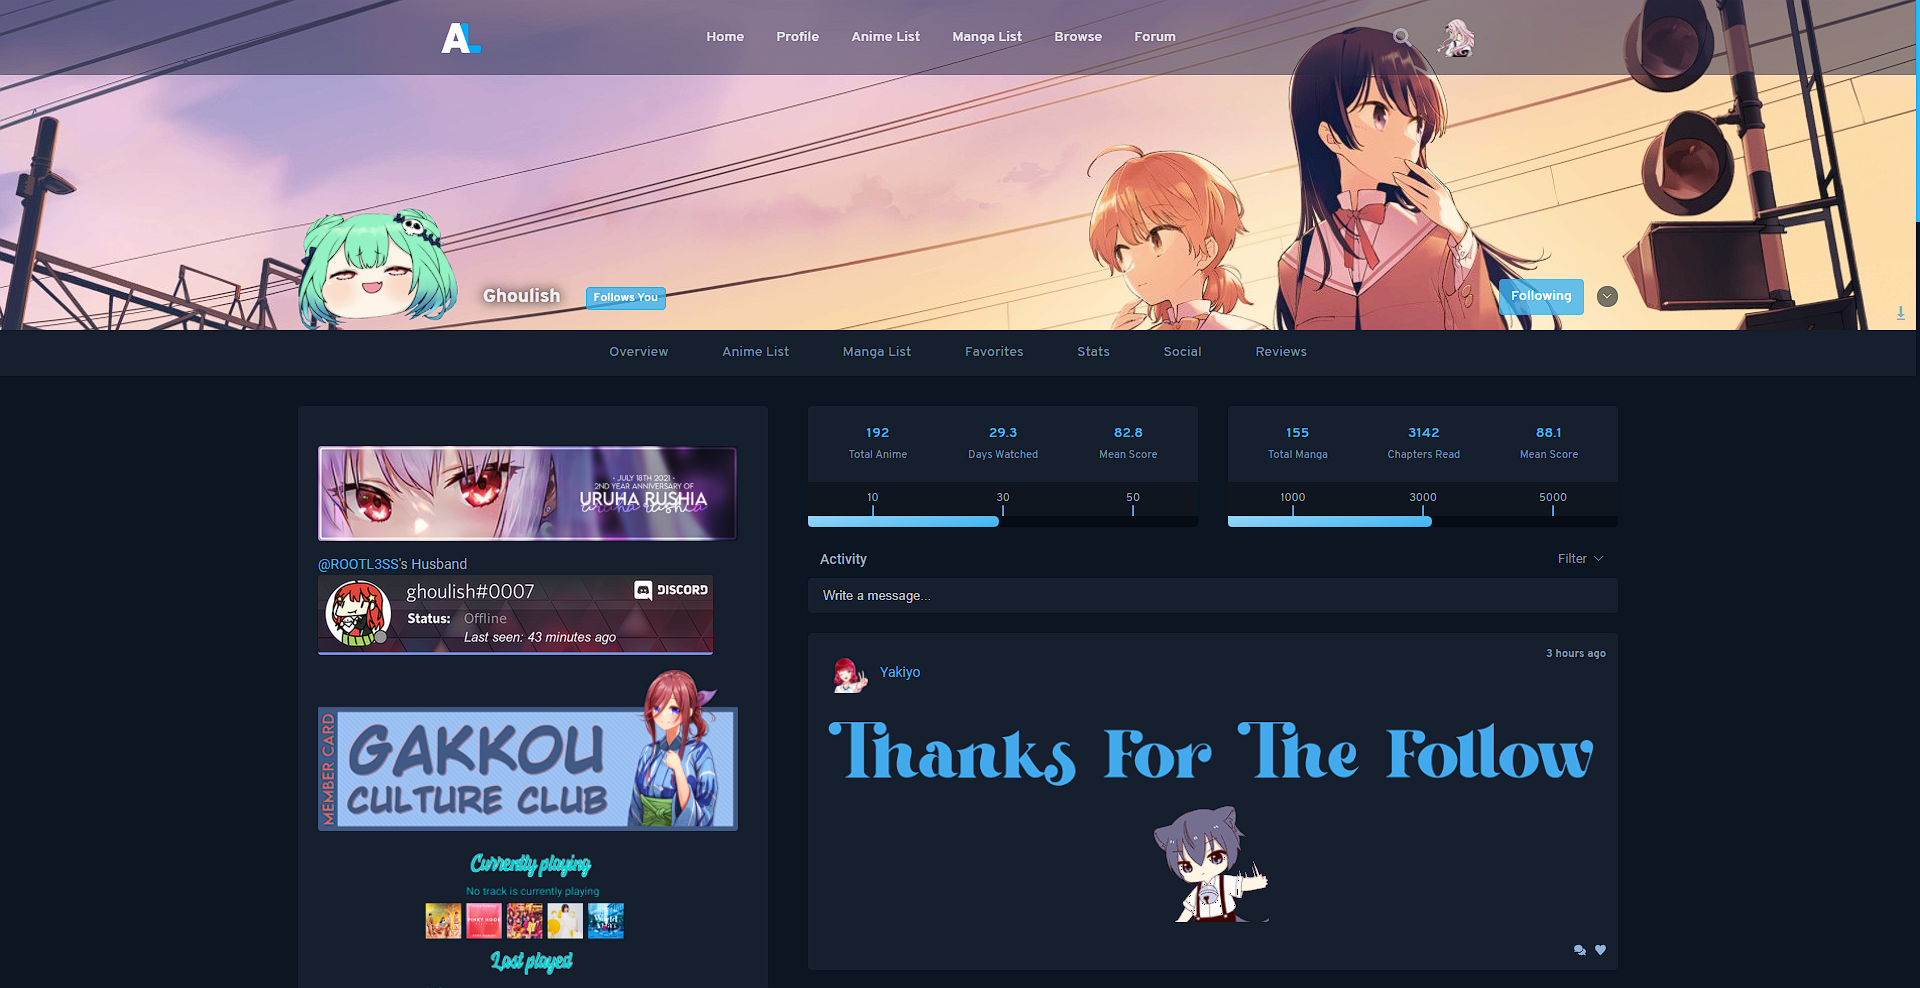 AL
Home Profile Anime List Manga List Browse Forum
Ghoulish Follows You
Following
Overview Anime List Manga List Favorites Stats Social Reviews
- JULY 18TH 2021 -
2ND YEAR ANNIVERSARY OF
URUHA RUSHIA
uruha rushia
@ROOTL3SS's Husband
ghoulish#0007
DISCORD
Status: Offline
Last seen: 43 minutes ago
MEMBER CARD
GAKKOU
CULTURE CLUB
Currently playing
No track is currently playing
PINKY HOOK
World
Last played
192 29.3 82.8
Total Anime Days Watched Mean Score
10 30 50
155 3142 88.1
Total Manga Chapters Read Mean Score
1000 3000 5000
Activity
Filter
Write a message...
3 hours ago
Yakiyo
Thanks For The Follow